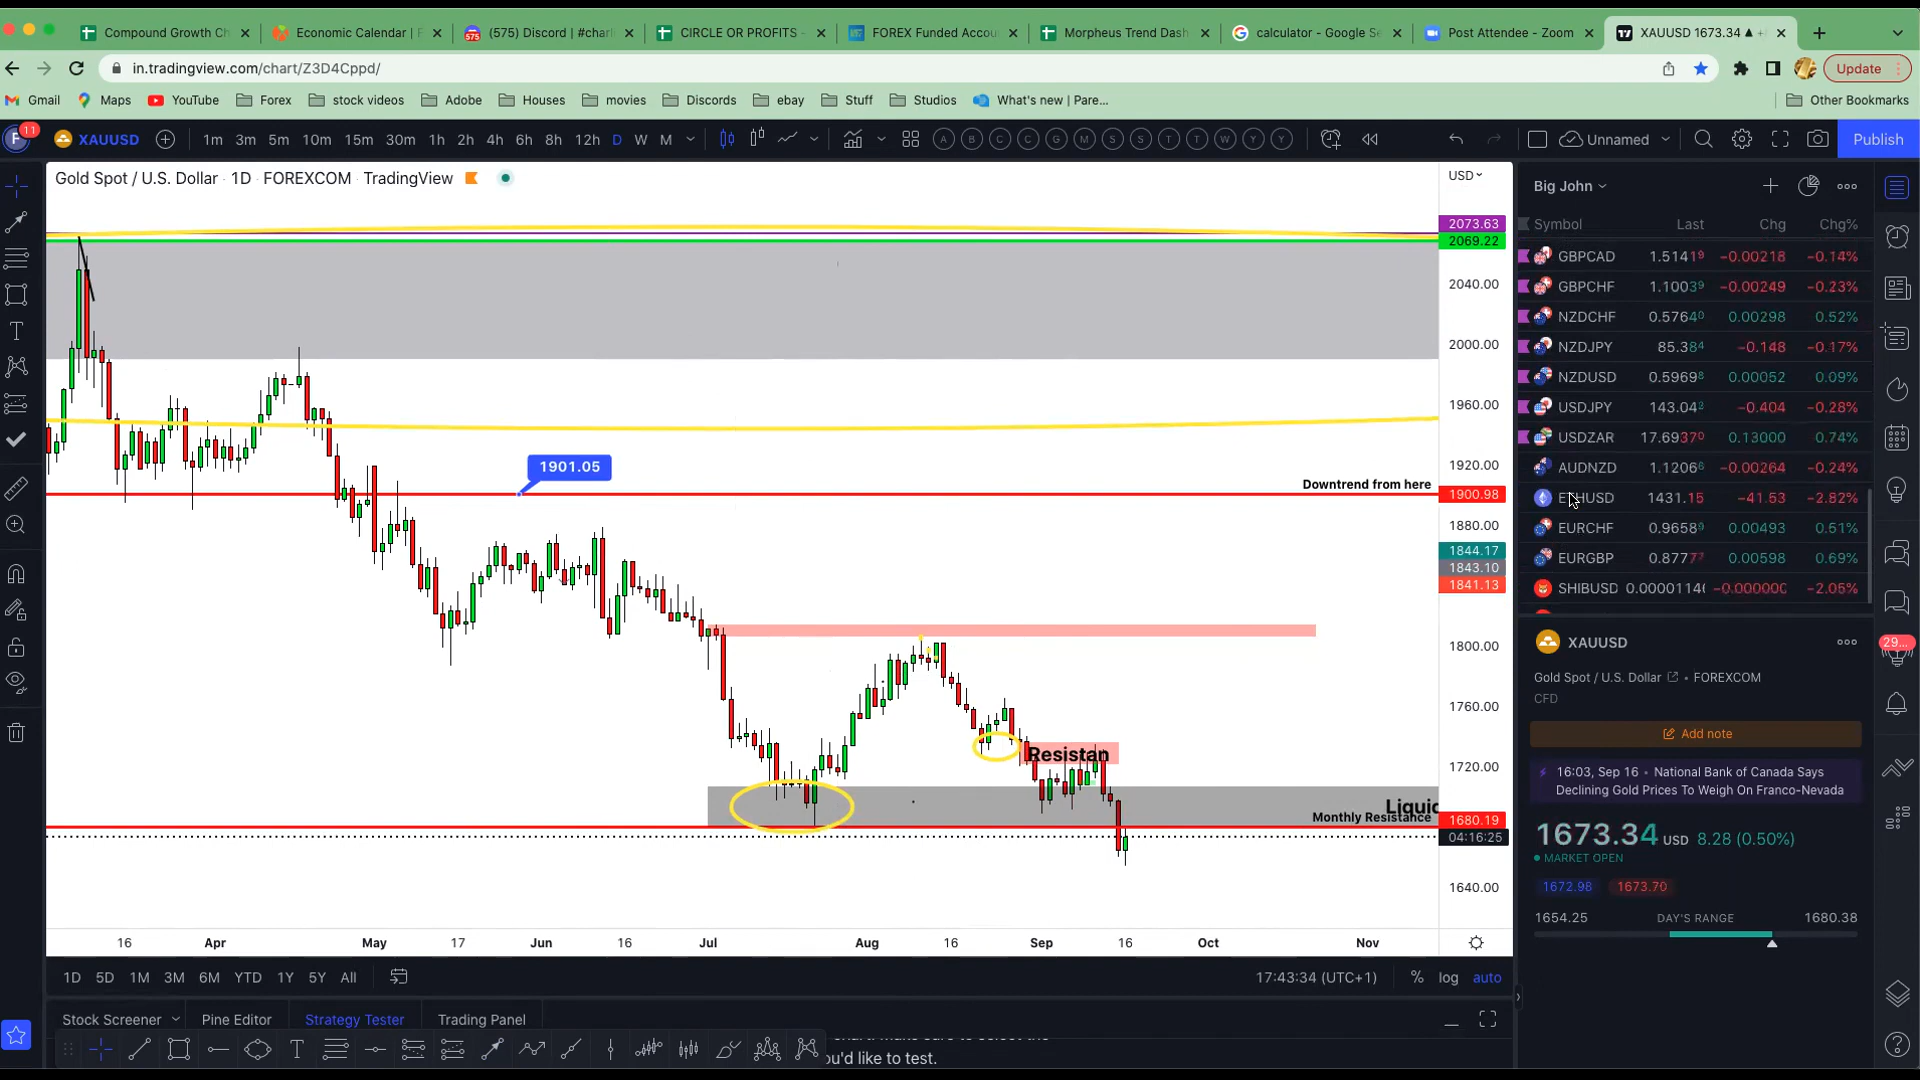 Compound Growth Ch
Economic Calendar | F
(575) Discord | #charl
CIRCLE OR PROFITS -
FOREX Funded Accou
Morpheus Trend Dash
calculator - Google Se
Post Attendee - Zoom
XAUUSD 1673.34 ▲ +
in.tradingview.com/chart/Z3D4Cppd/
Update
Gmail
Maps
YouTube
Forex
stock videos
Adobe
Houses
movies
Discords
ebay
Stuff
Studios
What's new | Pare...
Other Bookmarks
11
XAUUSD
1m 3m 5m 10m 15m 30m 1h 2h 4h 6h 8h 12h D W M
A B C C G M S S T T W Y Y
Unnamed
Publish
Gold Spot / U.S. Dollar · 1D · FOREXCOM · TradingView
USD
2073.63
2069.22
2040.00
2000.00
1960.00
1920.00
1901.05
Downtrend from here
1900.98
1880.00
1844.17
1843.10
1841.13
1800.00
1760.00
Resistan
1720.00
Liquid
Monthly Resistance
1680.19
04:16:25
1640.00
16 Apr May 17 Jun 16 Jul Aug 16 Sep 16 Oct Nov
1D 5D 1M 3M 6M YTD 1Y 5Y All
17:43:34 (UTC+1)
% log auto
Stock Screener
Pine Editor
Strategy Tester
Trading Panel
ou'd like to test.
Big John
Symbol Last Chg Chg%
GBPCAD 1.51419 −0.00218 −0.14%
GBPCHF 1.10039 −0.00249 −0.23%
NZDCHF 0.57640 0.00298 0.52%
NZDJPY 85.384 −0.148 −0.17%
NZDUSD 0.59698 0.00052 0.09%
USDJPY 143.042 −0.404 −0.28%
USDZAR 17.69370 0.13000 0.74%
AUDNZD 1.12066 −0.00264 −0.24%
ETHUSD 1431.15 −41.53 −2.82%
EURCHF 0.96589 0.00493 0.51%
EURGBP 0.87777 0.00598 0.69%
SHIBUSD 0.00001146 −0.000000 −2.05%
XAUUSD
29...
Gold Spot / U.S. Dollar • FOREXCOM
CFD
Add note
16:03, Sep 16 • National Bank of Canada Says
Declining Gold Prices To Weigh On Franco-Nevada
1673.34 USD 8.28 (0.50%)
MARKET OPEN
1672.98 1673.70
1654.25 DAY'S RANGE 1680.38